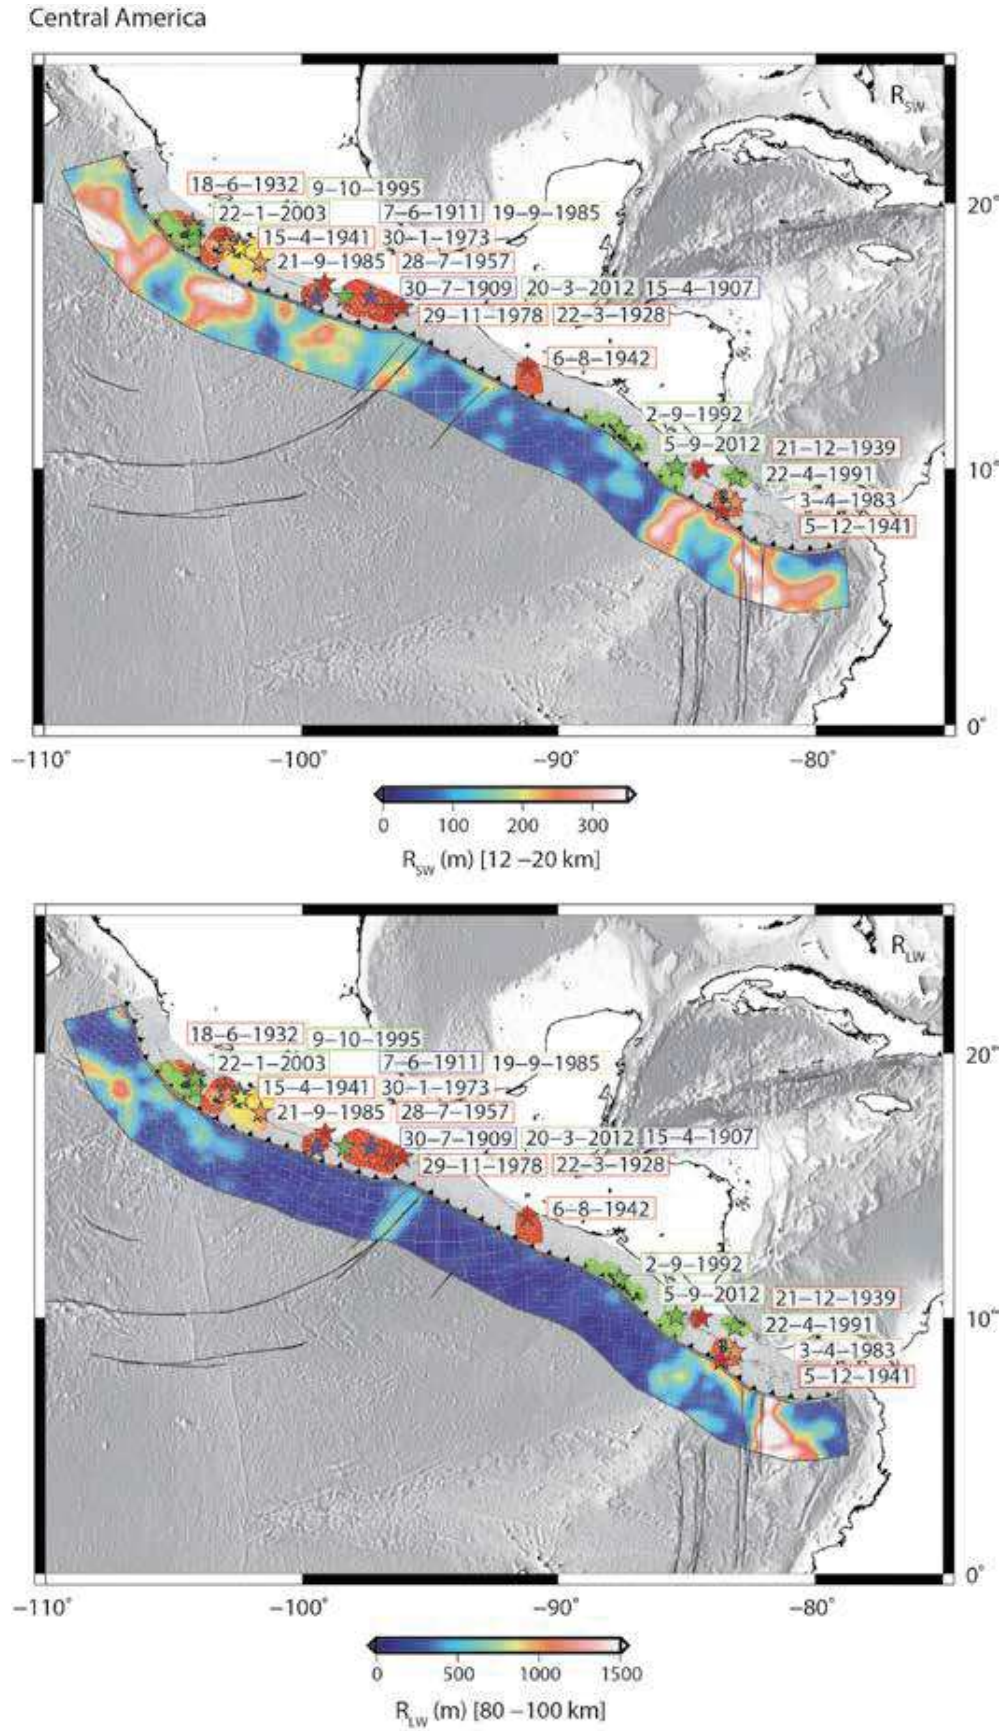 Central America
R_SW
18–6–1932 9–10–1995
20°
22–1–2003 7–6–1911 19–9–1985
15–4–1941 30–1–1973
21–9–1985 28–7–1957
30–7–1909 20–3–2012 15–4–1907
29–11–1978 22–3–1928
6–8–1942
2–9–1992
5–9–2012 21–12–1939
10°
22–4–1991
3–4–1983
5–12–1941
0°
−110° −100° −90° −80°
0 100 200 300
R_SW (m) [12 –20 km]
R_LW
18–6–1932 9–10–1995
20°
22–1–2003 7–6–1911 19–9–1985
15–4–1941 30–1–1973
21–9–1985 28–7–1957
30–7–1909 20–3–2012 15–4–1907
29–11–1978 22–3–1928
6–8–1942
2–9–1992
5–9–2012 21–12–1939
10°
22–4–1991
3–4–1983
5–12–1941
0°
−110° −100° −90° −80°
0 500 1000 1500
R_LW (m) [80 –100 km]